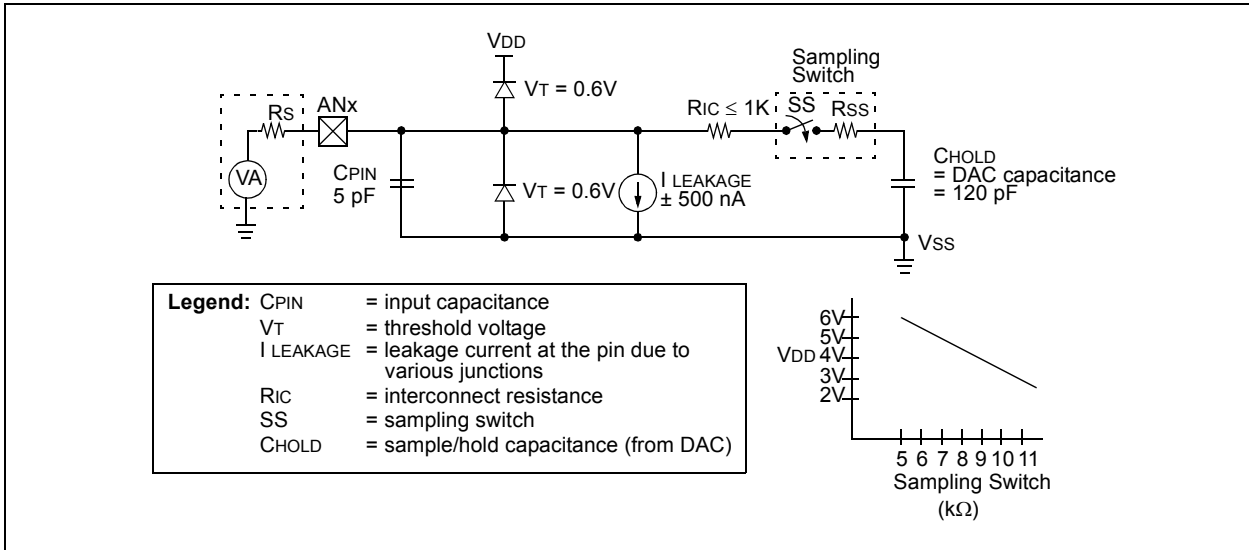 VDD
Sampling
Switch
VT = 0.6V
RS
ANx
RIC ≤ 1K
SS
RSS
VA
CPIN
5 pF
VT = 0.6V
I LEAKAGE
± 500 nA
CHOLD
= DAC capacitance
= 120 pF
VSS
Legend: CPIN = input capacitance
VT = threshold voltage
I LEAKAGE = leakage current at the pin due to
various junctions
RIC = interconnect resistance
SS = sampling switch
CHOLD = sample/hold capacitance (from DAC)
6V
5V
VDD 4V
3V
2V
5 6 7 8 9 10 11
Sampling Switch
(kΩ)